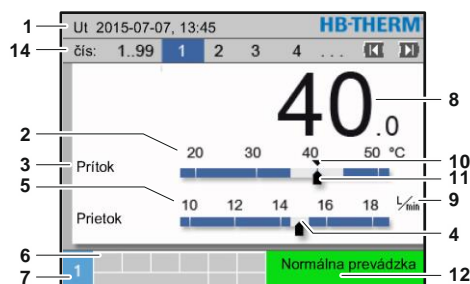 1 Ut 2015-07-07, 13:45 HB-THERM
14 čís: 1..99 1 2 3 4 ...
40.0 8
2 20 30 40 50 °C 10
3 Prítok 11
5 10 12 14 16 18 L/min 9
Prietok 4
6 Normálna prevádzka
7 1 12